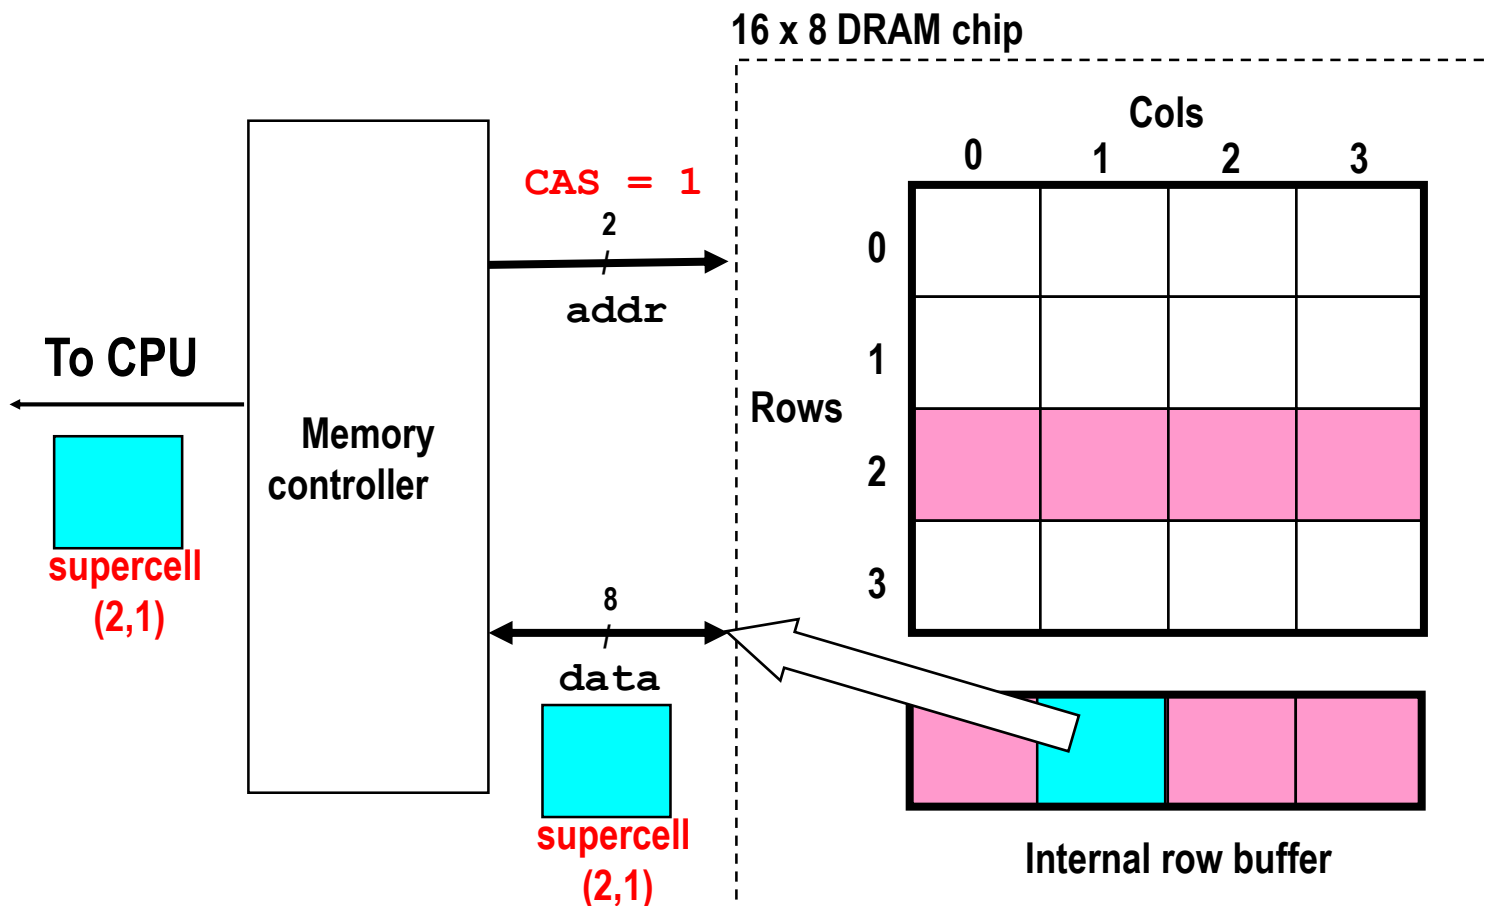 16 x 8 DRAM chip
Cols
0 1 2 3
CAS = 1
2
addr
0
To CPU
1
Rows
Memory
controller
2
supercell
(2,1)
3
8
data
supercell
(2,1)
Internal row buffer